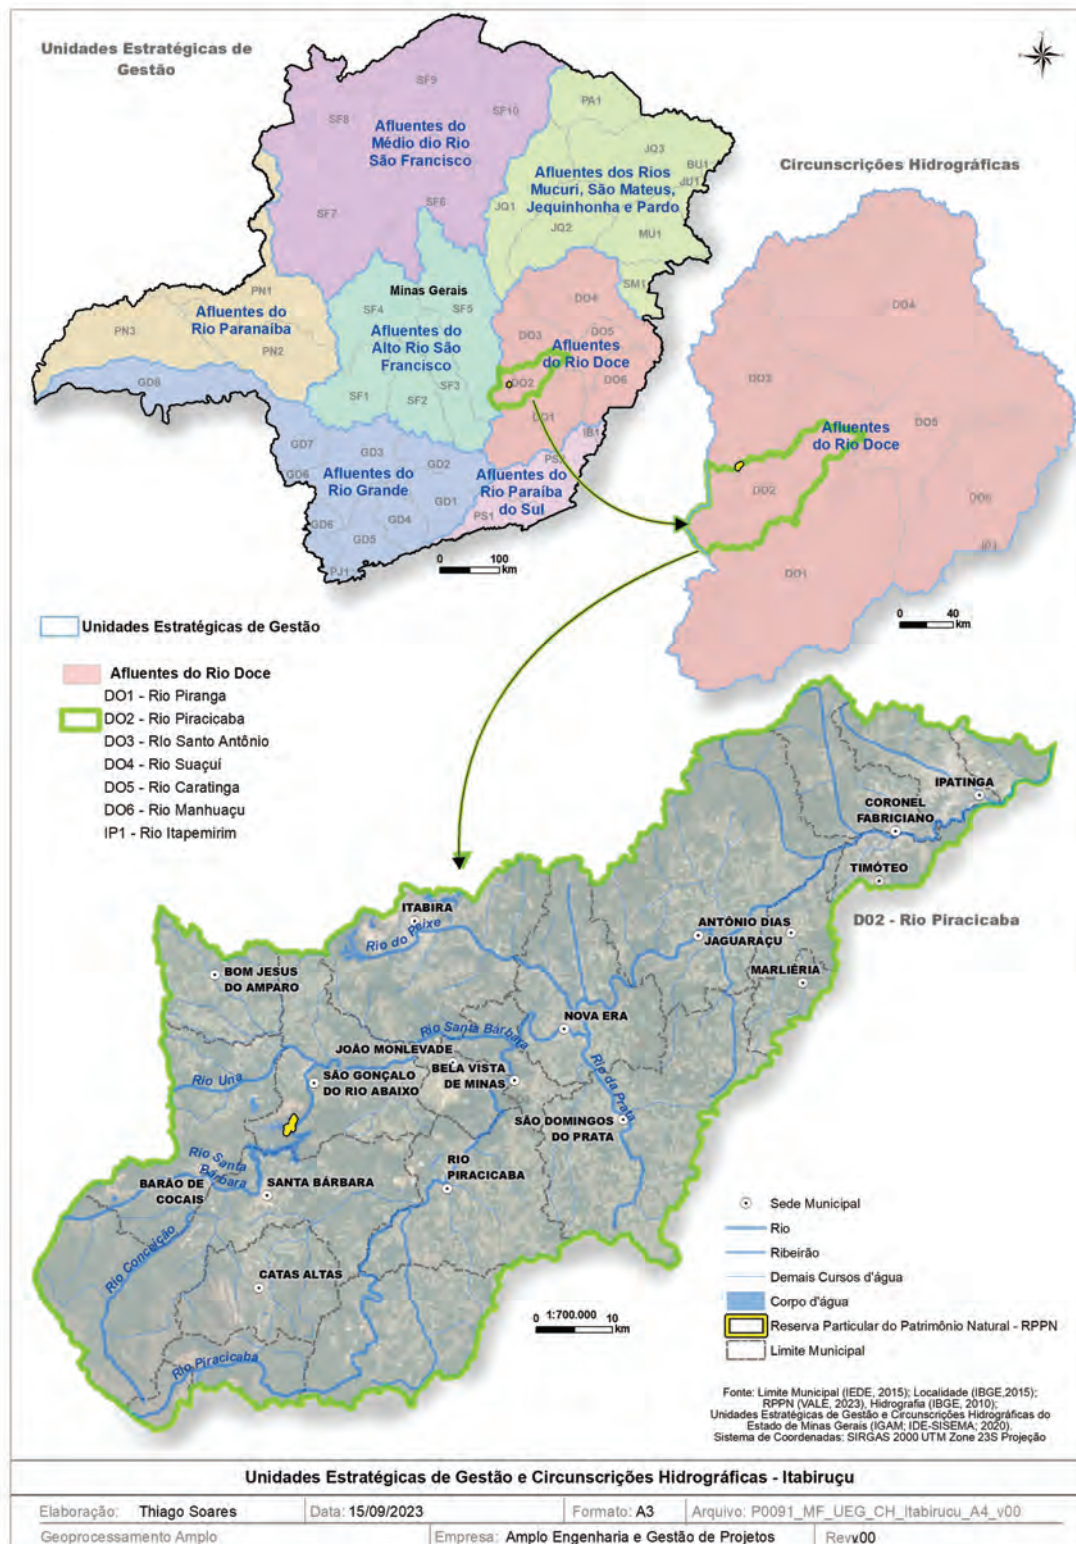 Unidades Estratégicas de
Gestão
SF9
SF8
SF10
PA1
Afluentes do
Médio dio Rio
São Francisco
JQ3
BU1
JU1
Afluentes dos Rios
Mucuri, São Mateus,
Jequinhonha e Pardo
SF7
SF6
JQ1
JQ2
MU1
SM1
Circunscrições Hidrográficas
PN1
Minas Gerais
SF4
SF5
DO4
PN3
Afluentes do
Rio Paranaíba
PN2
Afluentes do
Alto Rio São
Francisco
DO3
DO5
Afluentes
do Rio Doce
DO2
DO6
GD8
SF1
SF2
SF3
DO1
IB1
GD7
GD3
GD2
PS2
GD6
Afluentes do
Rio Grande
Afluentes do
Rio Paraíba
do Sul
GD1
PS1
GD6
GD4
GD5
PJ1
0 100
km
DO4
DO3
DO5
Afluentes
do Rio Doce
DO2
DO6
DO1
0 40
km
Unidades Estratégicas de Gestão
Afluentes do Rio Doce
DO1 - Rio Piranga
DO2 - Rio Piracicaba
DO3 - RIo Santo Antônio
DO4 - Rio Suaçuí
DO5 - Rio Caratinga
DO6 - Rio Manhuaçu
IP1 - Rio Itapemirim
IPATINGA
CORONEL
FABRICIANO
TIMÓTEO
D02 - Rio Piracicaba
ITABIRA
Rio do Peixe
ANTÔNIO DIAS
JAGUARAÇU
MARLIÉRIA
BOM JESUS
DO AMPARO
NOVA ERA
Rio Santa Bárbara
JOÃO MONLEVADE
Rio Una
SÃO GONÇALO
DO RIO ABAIXO
BELA VISTA
DE MINAS
Rio da Prata
SÃO DOMINGOS
DO PRATA
Rio Santa
Bárbara
RIO
PIRACICABA
BARÃO DE
COCAIS
SANTA BÁRBARA
Rio Conceição
CATAS ALTAS
Rio Piracicaba
0 1:700.000 10
km
Sede Municipal
Rio
Ribeirão
Demais Cursos d'água
Corpo d'água
Reserva Particular do Patrimônio Natural - RPPN
Limite Municipal
Fonte: Limite Municipal (IEDE, 2015); Localidade (IBGE,2015);
RPPN (VALE, 2023), Hidrografia (IBGE, 2010);
Unidades Estratégicas de Gestão e Circunscrições Hidrográficas do
Estado de Minas Gerais (IGAM; IDE-SISEMA; 2020).
Sistema de Coordenadas: SIRGAS 2000 UTM Zone 23S Projeção
Unidades Estratégicas de Gestão e Circunscrições Hidrográficas - Itabiruçu
Elaboração: Thiago Soares Data: 15/09/2023 Formato: A3 Arquivo: P0091_MF_UEG_CH_Itabirucu_A4_v00
Geoprocessamento Amplo Empresa: Amplo Engenharia e Gestão de Projetos Rev:v00